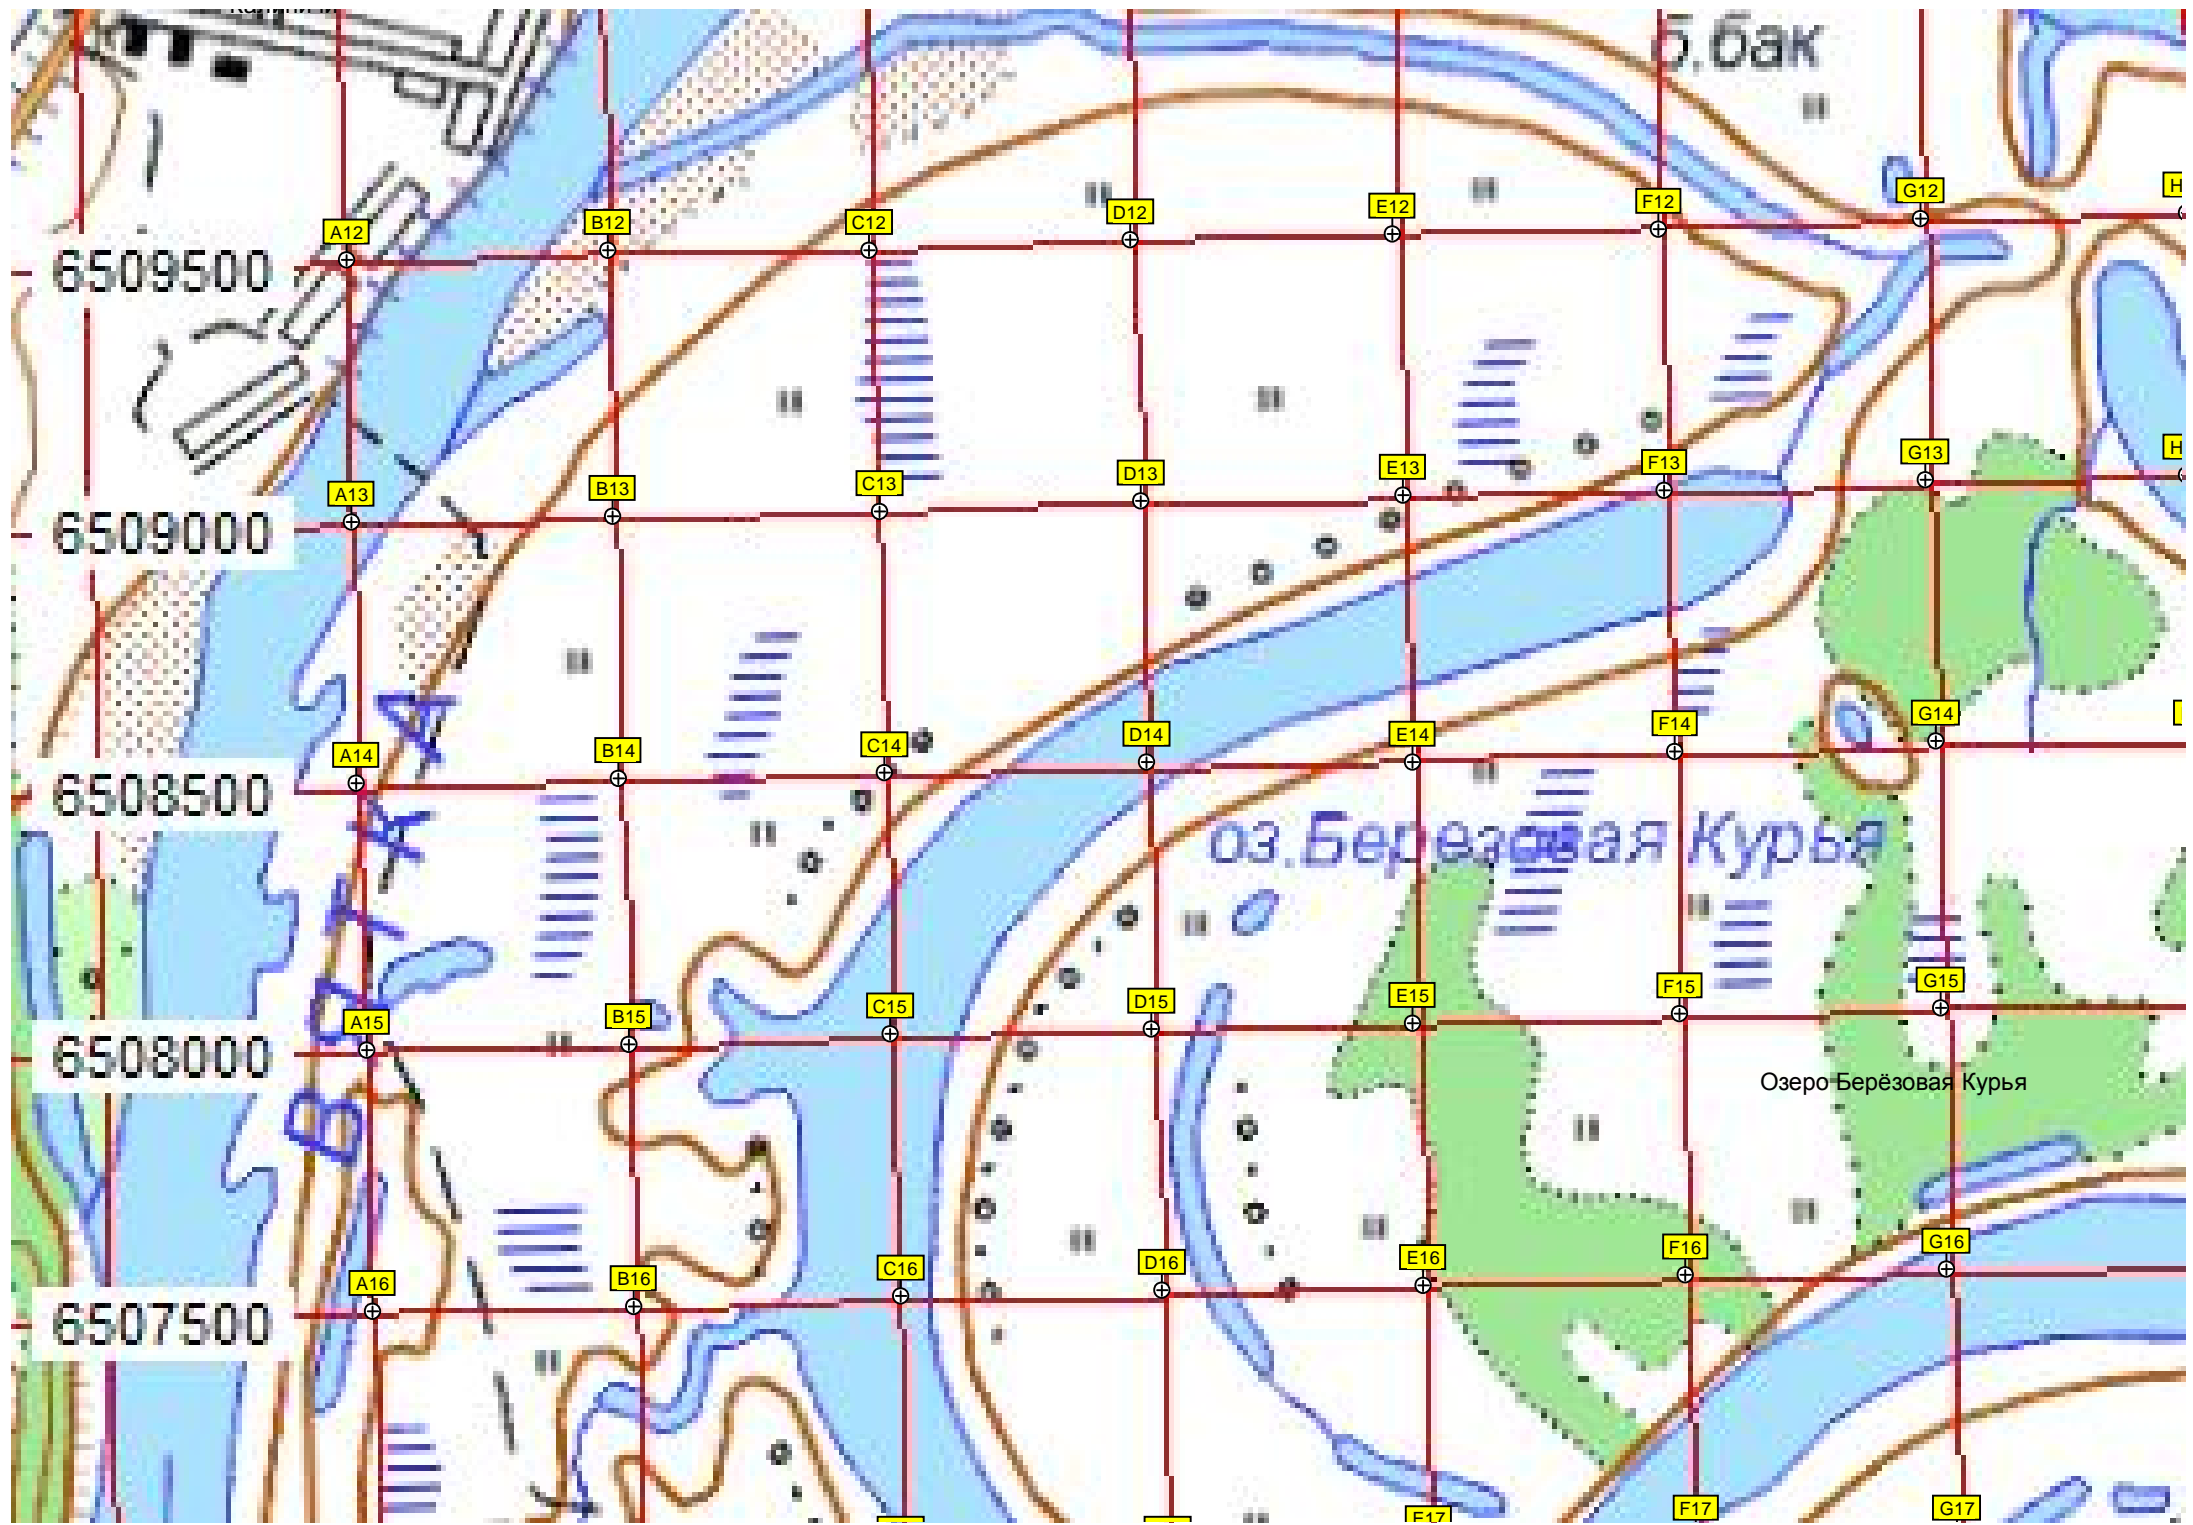 б.бак
A12 B12 C12 D12 E12 F12 G12 H
6509500
A13 B13 C13 D13 E13 F13 G13 H
6509000
A14 B14 C14 D14 E14 F14 G14
6508500
оз.Березовая Курья
ВЯТКА
A15 B15 C15 D15 E15 F15 G15
6508000
Озеро Берёзовая Курья
A16 B16 C16 D16 E16 F16 G16
6507500
E17 F17 G17